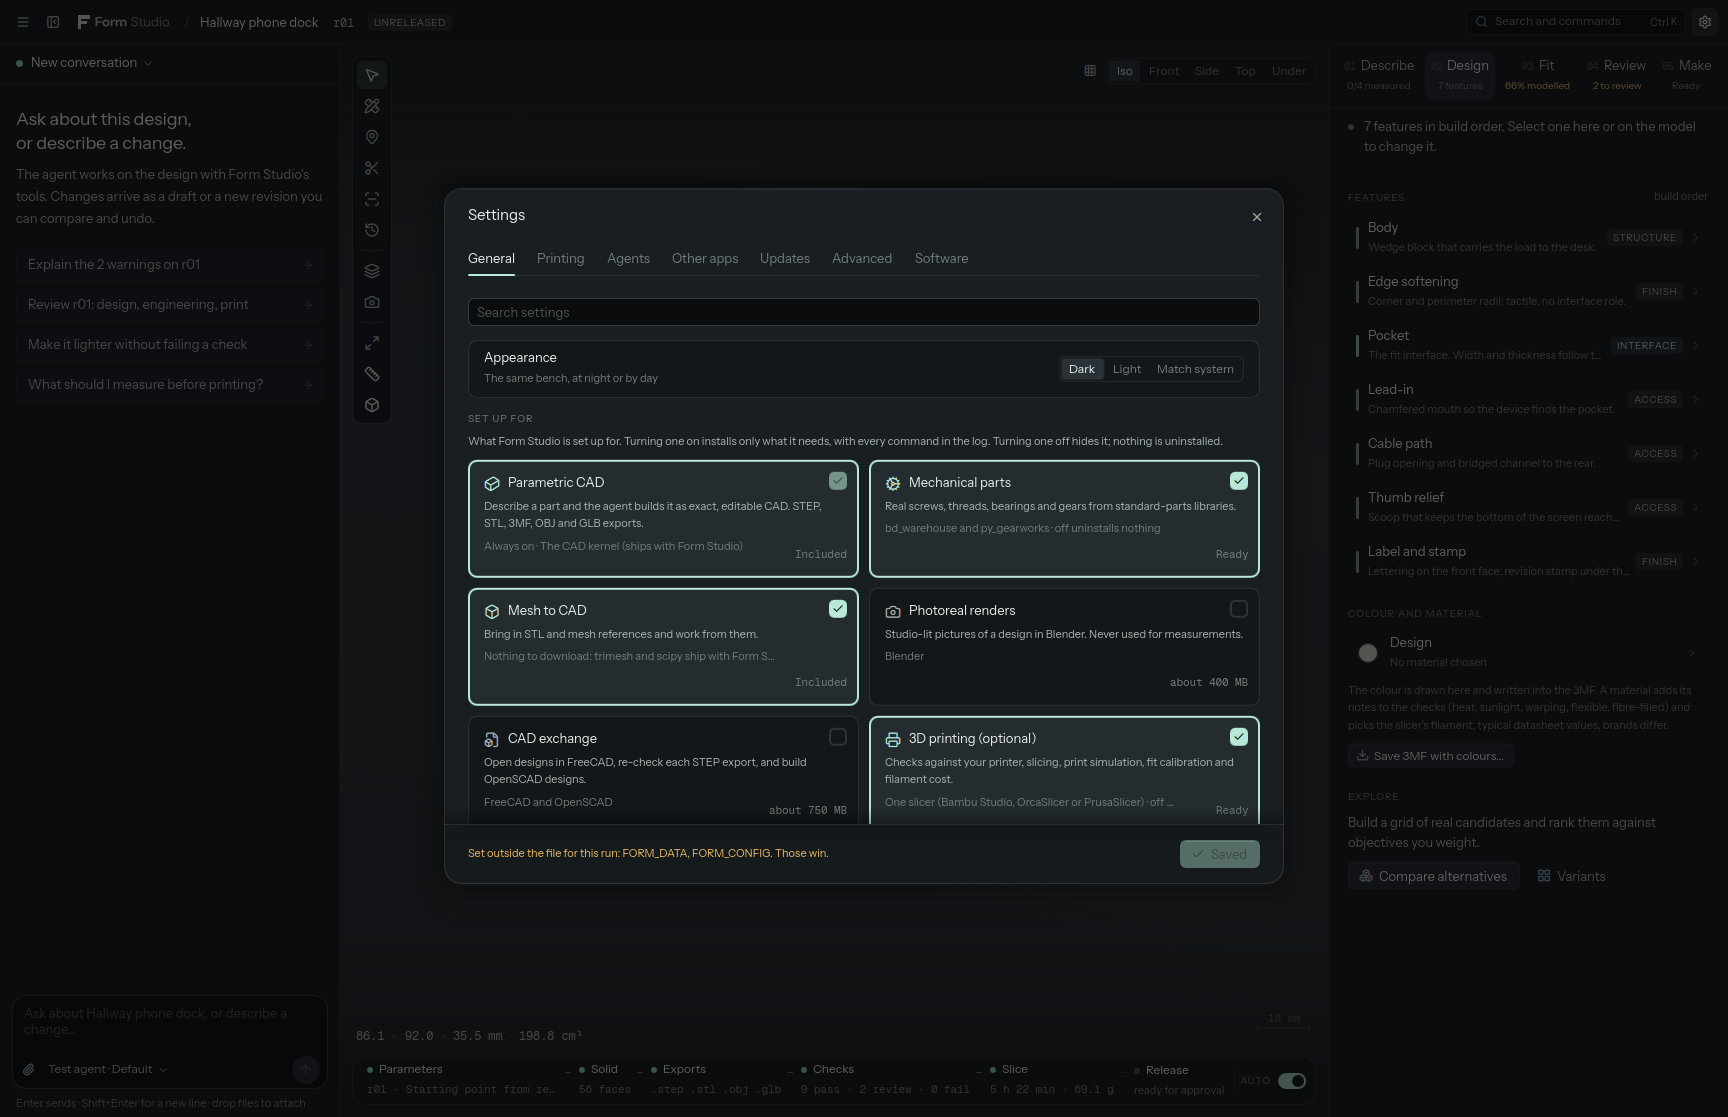 Form Studio / Hallway phone dock r01 UNRELEASED
Search and commands Ctrl K
New conversation
Ask about this design,
or describe a change.
The agent works on the design with Form Studio's
tools. Changes arrive as a draft or a new revision you
can compare and undo.
Explain the 2 warnings on r01
Review r01: design, engineering, print
Make it lighter without failing a check
What should I measure before printing?
Ask about Hallway phone dock, or describe a
change...
Test agent · Default
Enter sends · Shift+Enter for a new line · drop files to attach
Iso Front Side Top Under
Settings
General Printing Agents Other apps Updates Advanced Software
Search settings
Appearance
The same bench, at night or by day
Dark Light Match system
SET UP FOR
What Form Studio is set up for. Turning one on installs only what it needs, with every command in the log. Turning one off hides it; nothing is uninstalled.
Parametric CAD
Describe a part and the agent builds it as exact, editable CAD. STEP,
STL, 3MF, OBJ and GLB exports.
Always on · The CAD kernel (ships with Form Studio)
Included
Mechanical parts
Real screws, threads, bearings and gears from standard-parts libraries.
bd_warehouse and py_gearworks · off uninstalls nothing
Ready
Mesh to CAD
Bring in STL and mesh references and work from them.
Nothing to download: trimesh and scipy ship with Form S...
Included
Photoreal renders
Studio-lit pictures of a design in Blender. Never used for measurements.
Blender
about 400 MB
CAD exchange
Open designs in FreeCAD, re-check each STEP export, and build
OpenSCAD designs.
FreeCAD and OpenSCAD
about 750 MB
3D printing (optional)
Checks against your printer, slicing, print simulation, fit calibration and
filament cost.
One slicer (Bambu Studio, OrcaSlicer or PrusaSlicer) · off ...
Ready
Set outside the file for this run: FORM_DATA, FORM_CONFIG. Those win.
Saved
86.1 × 92.0 × 35.5 mm 198.8 cm³
10 mm
Parameters
r01 · Starting point from re...
Solid
56 faces
Exports
.step .stl .obj .glb
Checks
9 pass · 2 review · 0 fail
Slice
5 h 22 min · 69.1 g
Release
ready for approval
AUTO
01 Describe 02 Design 03 Fit 04 Review 05 Make
0/4 measured 7 features 66% modelled 2 to review Ready
7 features in build order. Select one here or on the model
to change it.
FEATURES build order
Body
Wedge block that carries the load to the desk.
STRUCTURE
Edge softening
Corner and perimeter radii; tactile, no interface role.
FINISH
Pocket
The fit interface. Width and thickness follow t...
INTERFACE
Lead-in
Chamfered mouth so the device finds the pocket.
ACCESS
Cable path
Plug opening and bridged channel to the rear.
ACCESS
Thumb relief
Scoop that keeps the bottom of the screen reach...
ACCESS
Label and stamp
Lettering on the front face; revision stamp under th...
FINISH
COLOUR AND MATERIAL
Design
No material chosen
The colour is drawn here and written into the 3MF. A material adds its
notes to the checks (heat, sunlight, warping, flexible, fibre-filled) and
picks the slicer's filament; typical datasheet values, brands differ.
Save 3MF with colours...
EXPLORE
Build a grid of real candidates and rank them against
objectives you weight.
Compare alternatives Variants